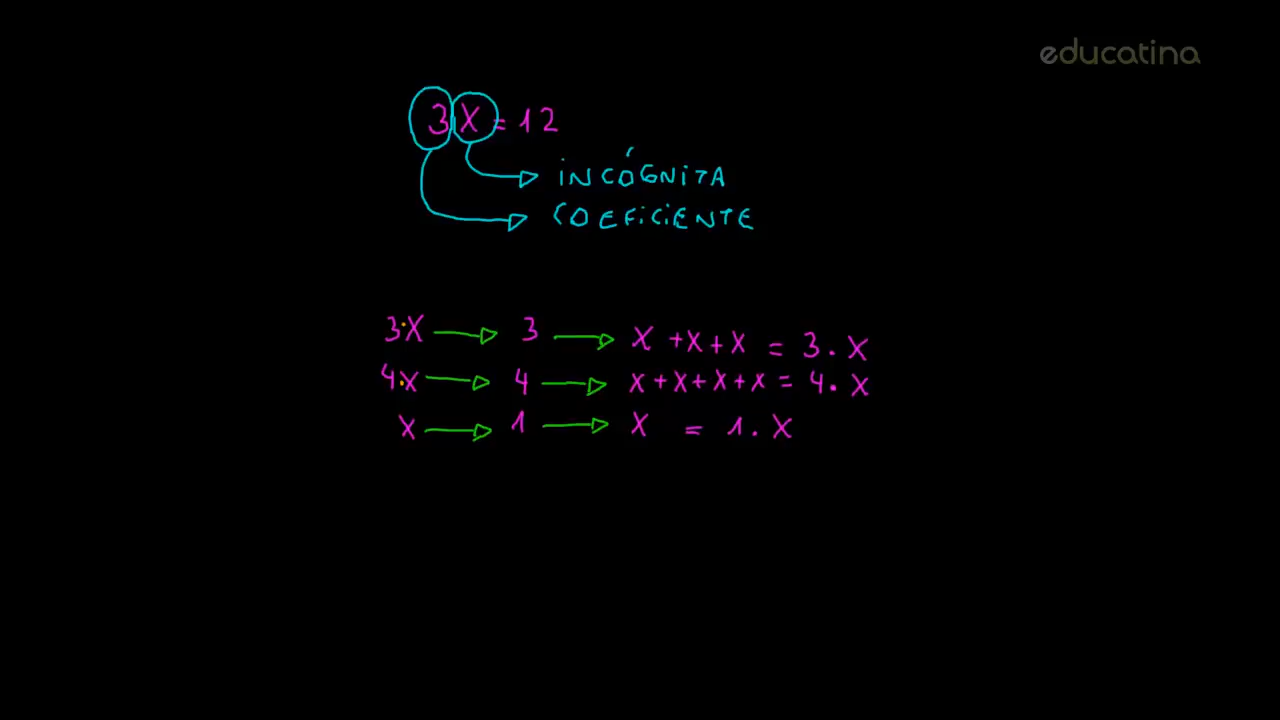 educatina
3X = 12
INCÓGNITA
COEFICIENTE
3·X → 3 → X + X + X = 3 . X
4·X → 4 → X + X + X + X = 4 . X
X → 1 → X = 1 . X